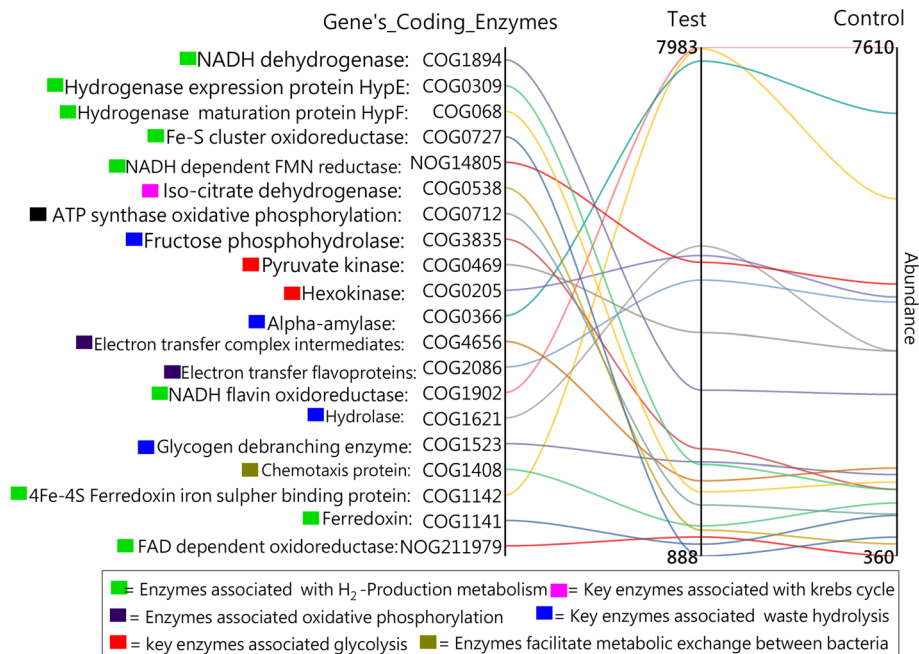 Gene's_Coding_Enzymes Test Control
7983 7610
NADH dehydrogenase: COG1894
Hydrogenase expression protein HypE: COG0309
Hydrogenase maturation protein HypF: COG068
Fe-S cluster oxidoreductase: COG0727
NADH dependent FMN reductase: NOG14805
Iso-citrate dehydrogenase: COG0538
ATP synthase oxidative phosphorylation: COG0712
Fructose phosphohydrolase: COG3835
Pyruvate kinase: COG0469
Hexokinase: COG0205
Alpha-amylase: COG0366
Electron transfer complex intermediates: COG4656
Electron transfer flavoproteins: COG2086
NADH flavin oxidoreductase: COG1902
Hydrolase: COG1621
Glycogen debranching enzyme: COG1523
Chemotaxis protein: COG1408
4Fe-4S Ferredoxin iron sulpher binding protein: COG1142
Ferredoxin: COG1141
FAD dependent oxidoreductase: NOG211979
888 360
Abundance
= Enzymes associated with H2-Production metabolism = Key enzymes associated with krebs cycle
= Enzymes associated oxidative phosphorylation = Key enzymes associated waste hydrolysis
= key enzymes associated glycolysis = Enzymes facilitate metabolic exchange between bacteria